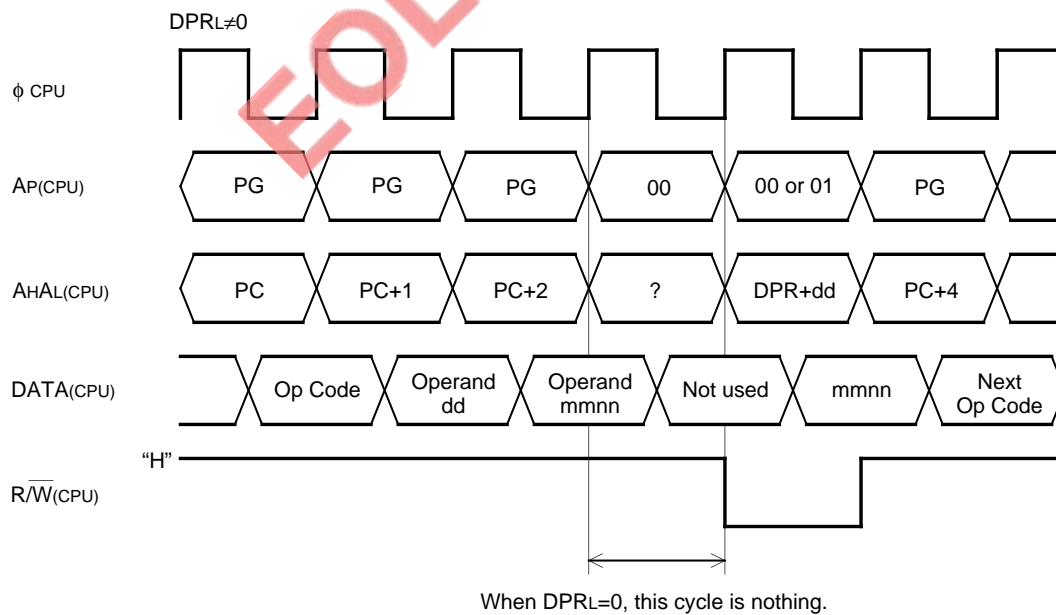 DPRL≠0
EOL
ϕ CPU
AP(CPU)
PG
PG
PG
00
00 or 01
PG
AHAL(CPU)
PC
PC+1
PC+2
?
DPR+dd
PC+4
DATA(CPU)
Op Code
Operand
dd
Operand
mmnn
Not used
mmnn
Next
Op Code
“H”
R/W̅(CPU)
When DPRL=0, this cycle is nothing.